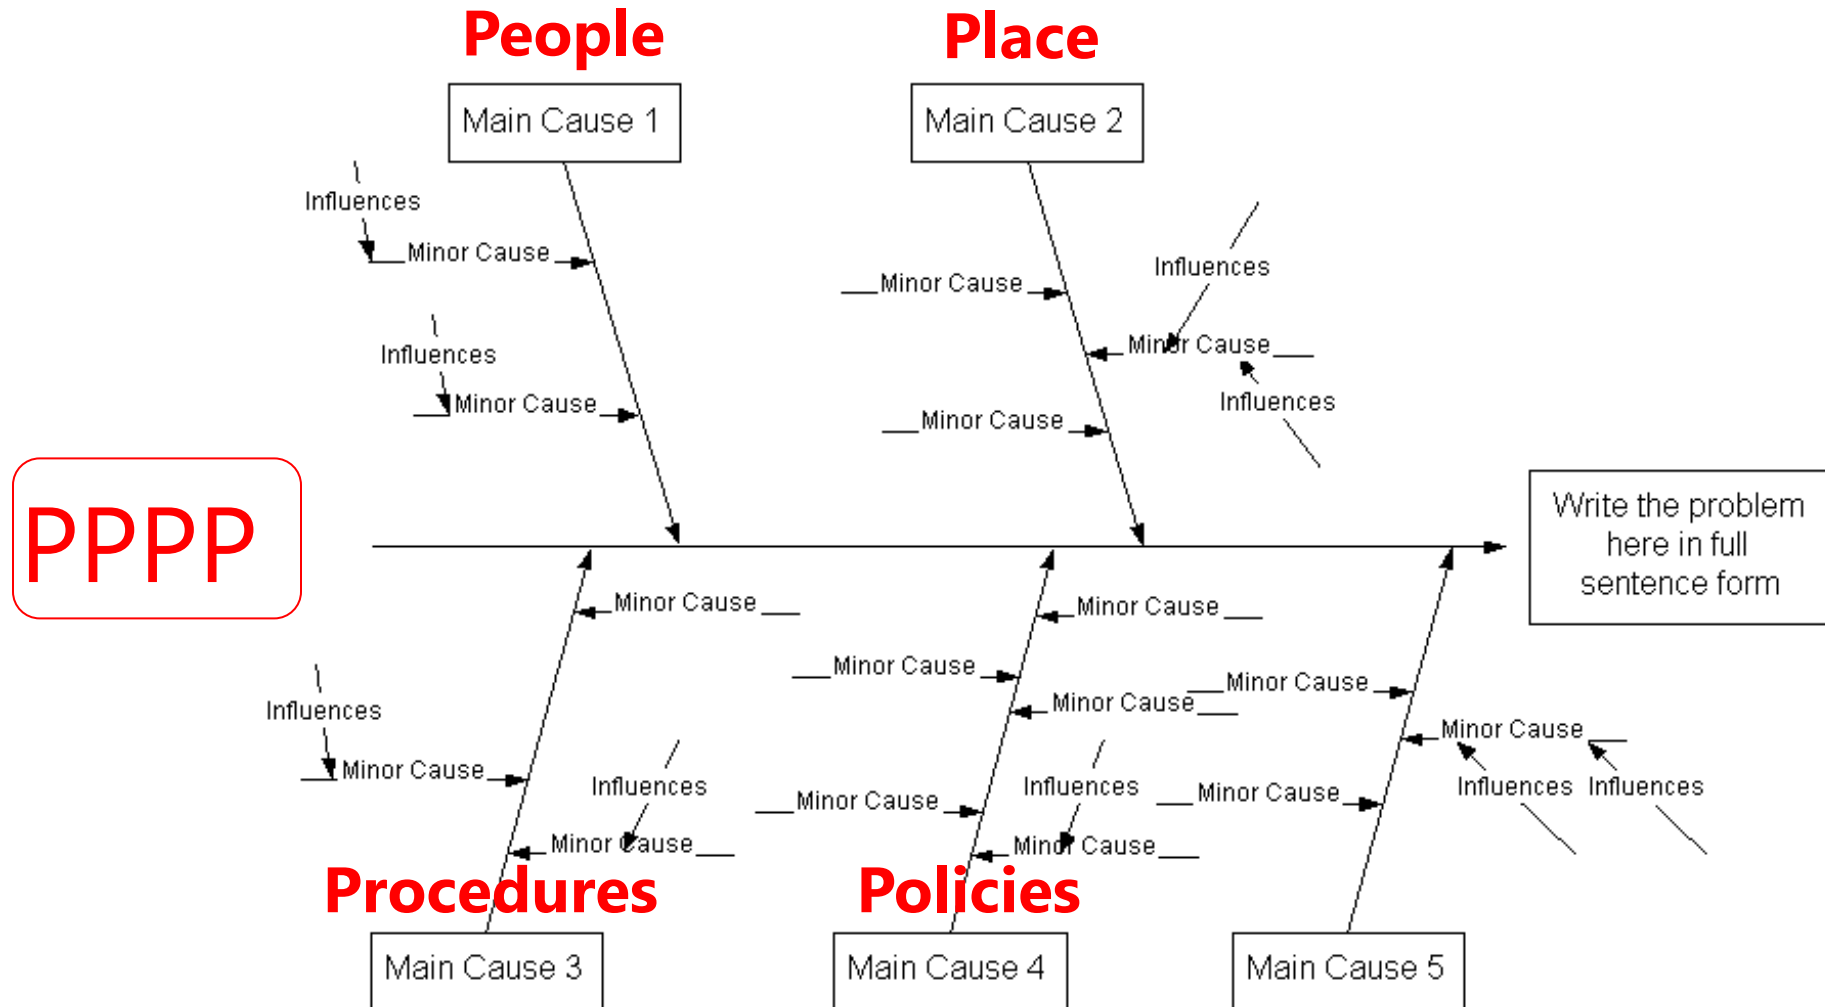 People
Place
Main Cause 1
Main Cause 2
Influences
Minor Cause
Influences
Minor Cause
Minor Cause
Influences
Minor Cause
Influences
Minor Cause
PPPP
Write the problem
here in full
sentence form
Minor Cause
Influences
Minor Cause
Influences
Minor Cause
Minor Cause
Minor Cause
Minor Cause
Minor Cause
Influences
Minor Cause
Minor Cause
Minor Cause
Influences
Influences
Minor Cause
Procedures
Policies
Main Cause 3
Main Cause 4
Main Cause 5